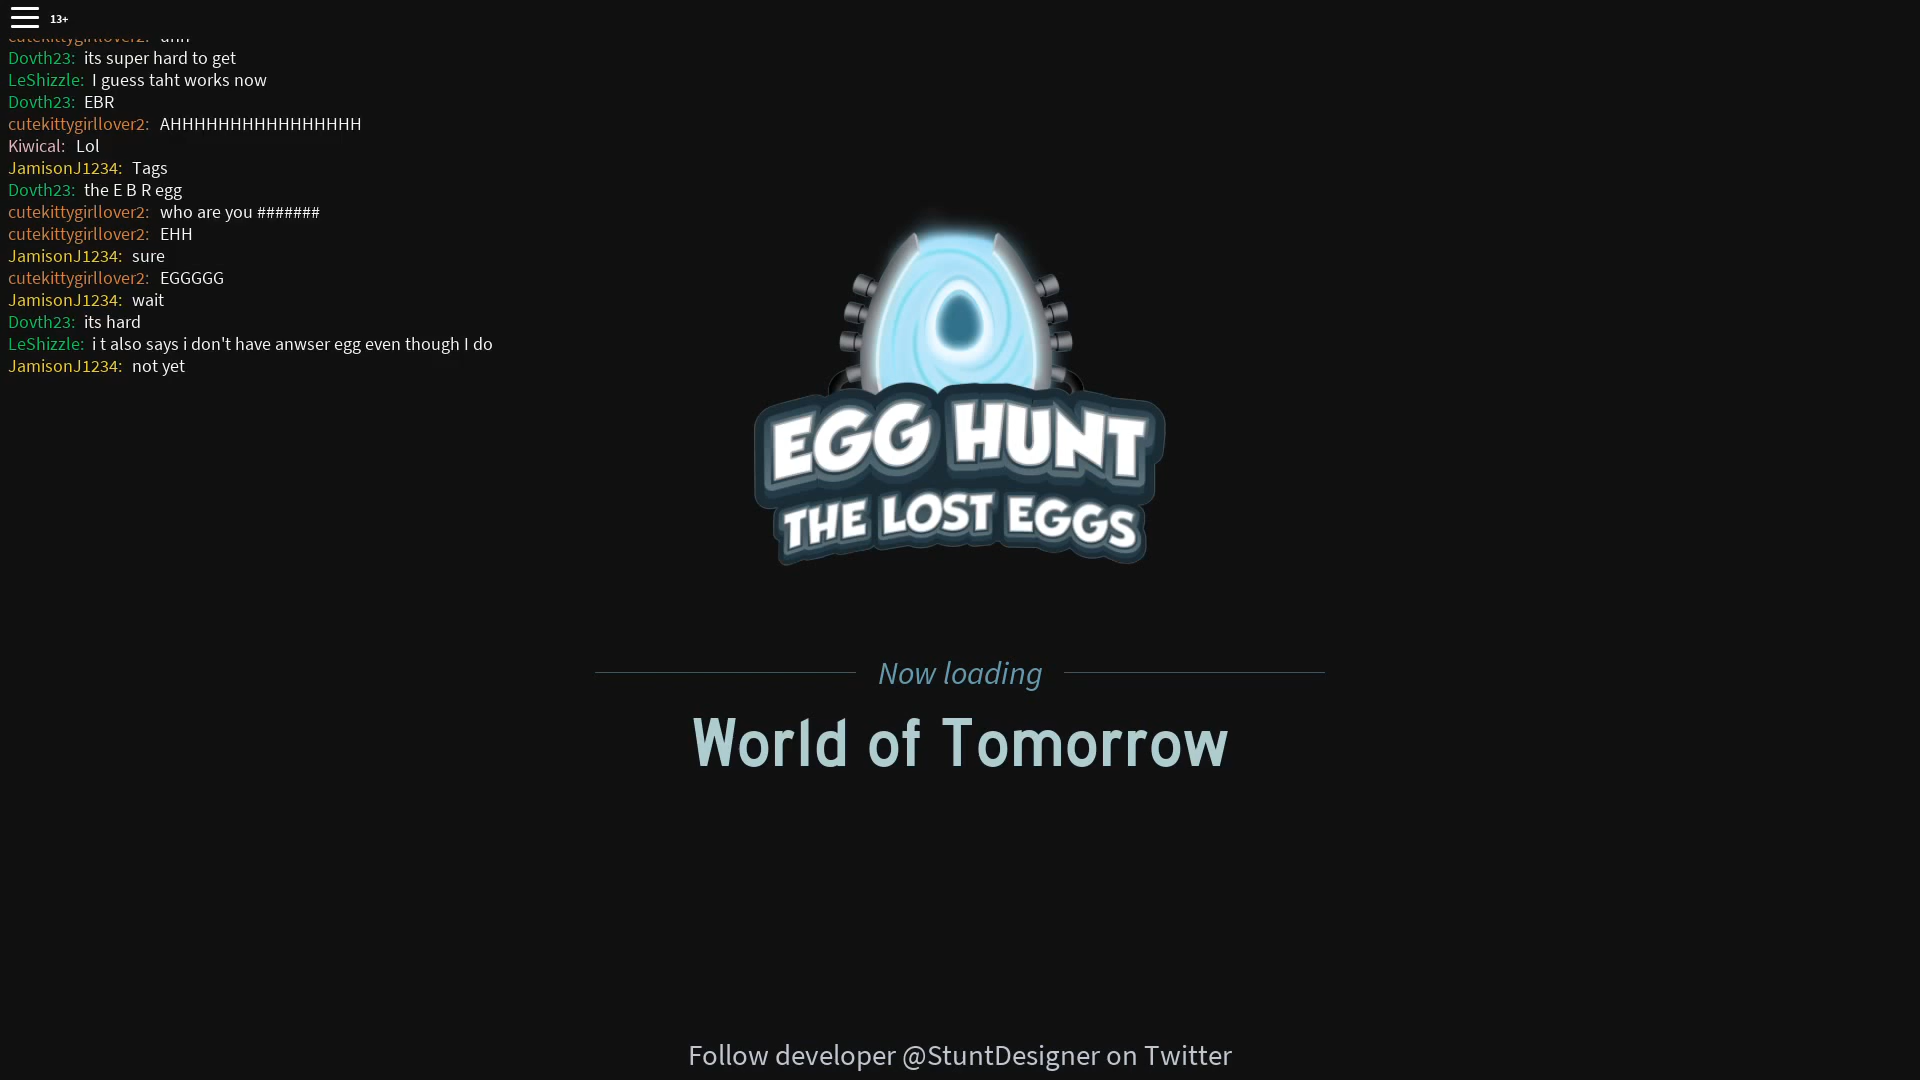 13+
Dovth23: its super hard to get
LeShizzle: I guess taht works now
Dovth23: EBR
cutekittygirllover2: AHHHHHHHHHHHHHHHH
Kiwical: Lol
JamisonJ1234: Tags
Dovth23: the E B R egg
cutekittygirllover2: who are you #######
cutekittygirllover2: EHH
JamisonJ1234: sure
cutekittygirllover2: EGGGGG
JamisonJ1234: wait
Dovth23: its hard
LeShizzle: i t also says i don't have anwser egg even though I do
JamisonJ1234: not yet
EGG HUNT
THE LOST EGGS
Now loading
World of Tomorrow
Follow developer @StuntDesigner on Twitter